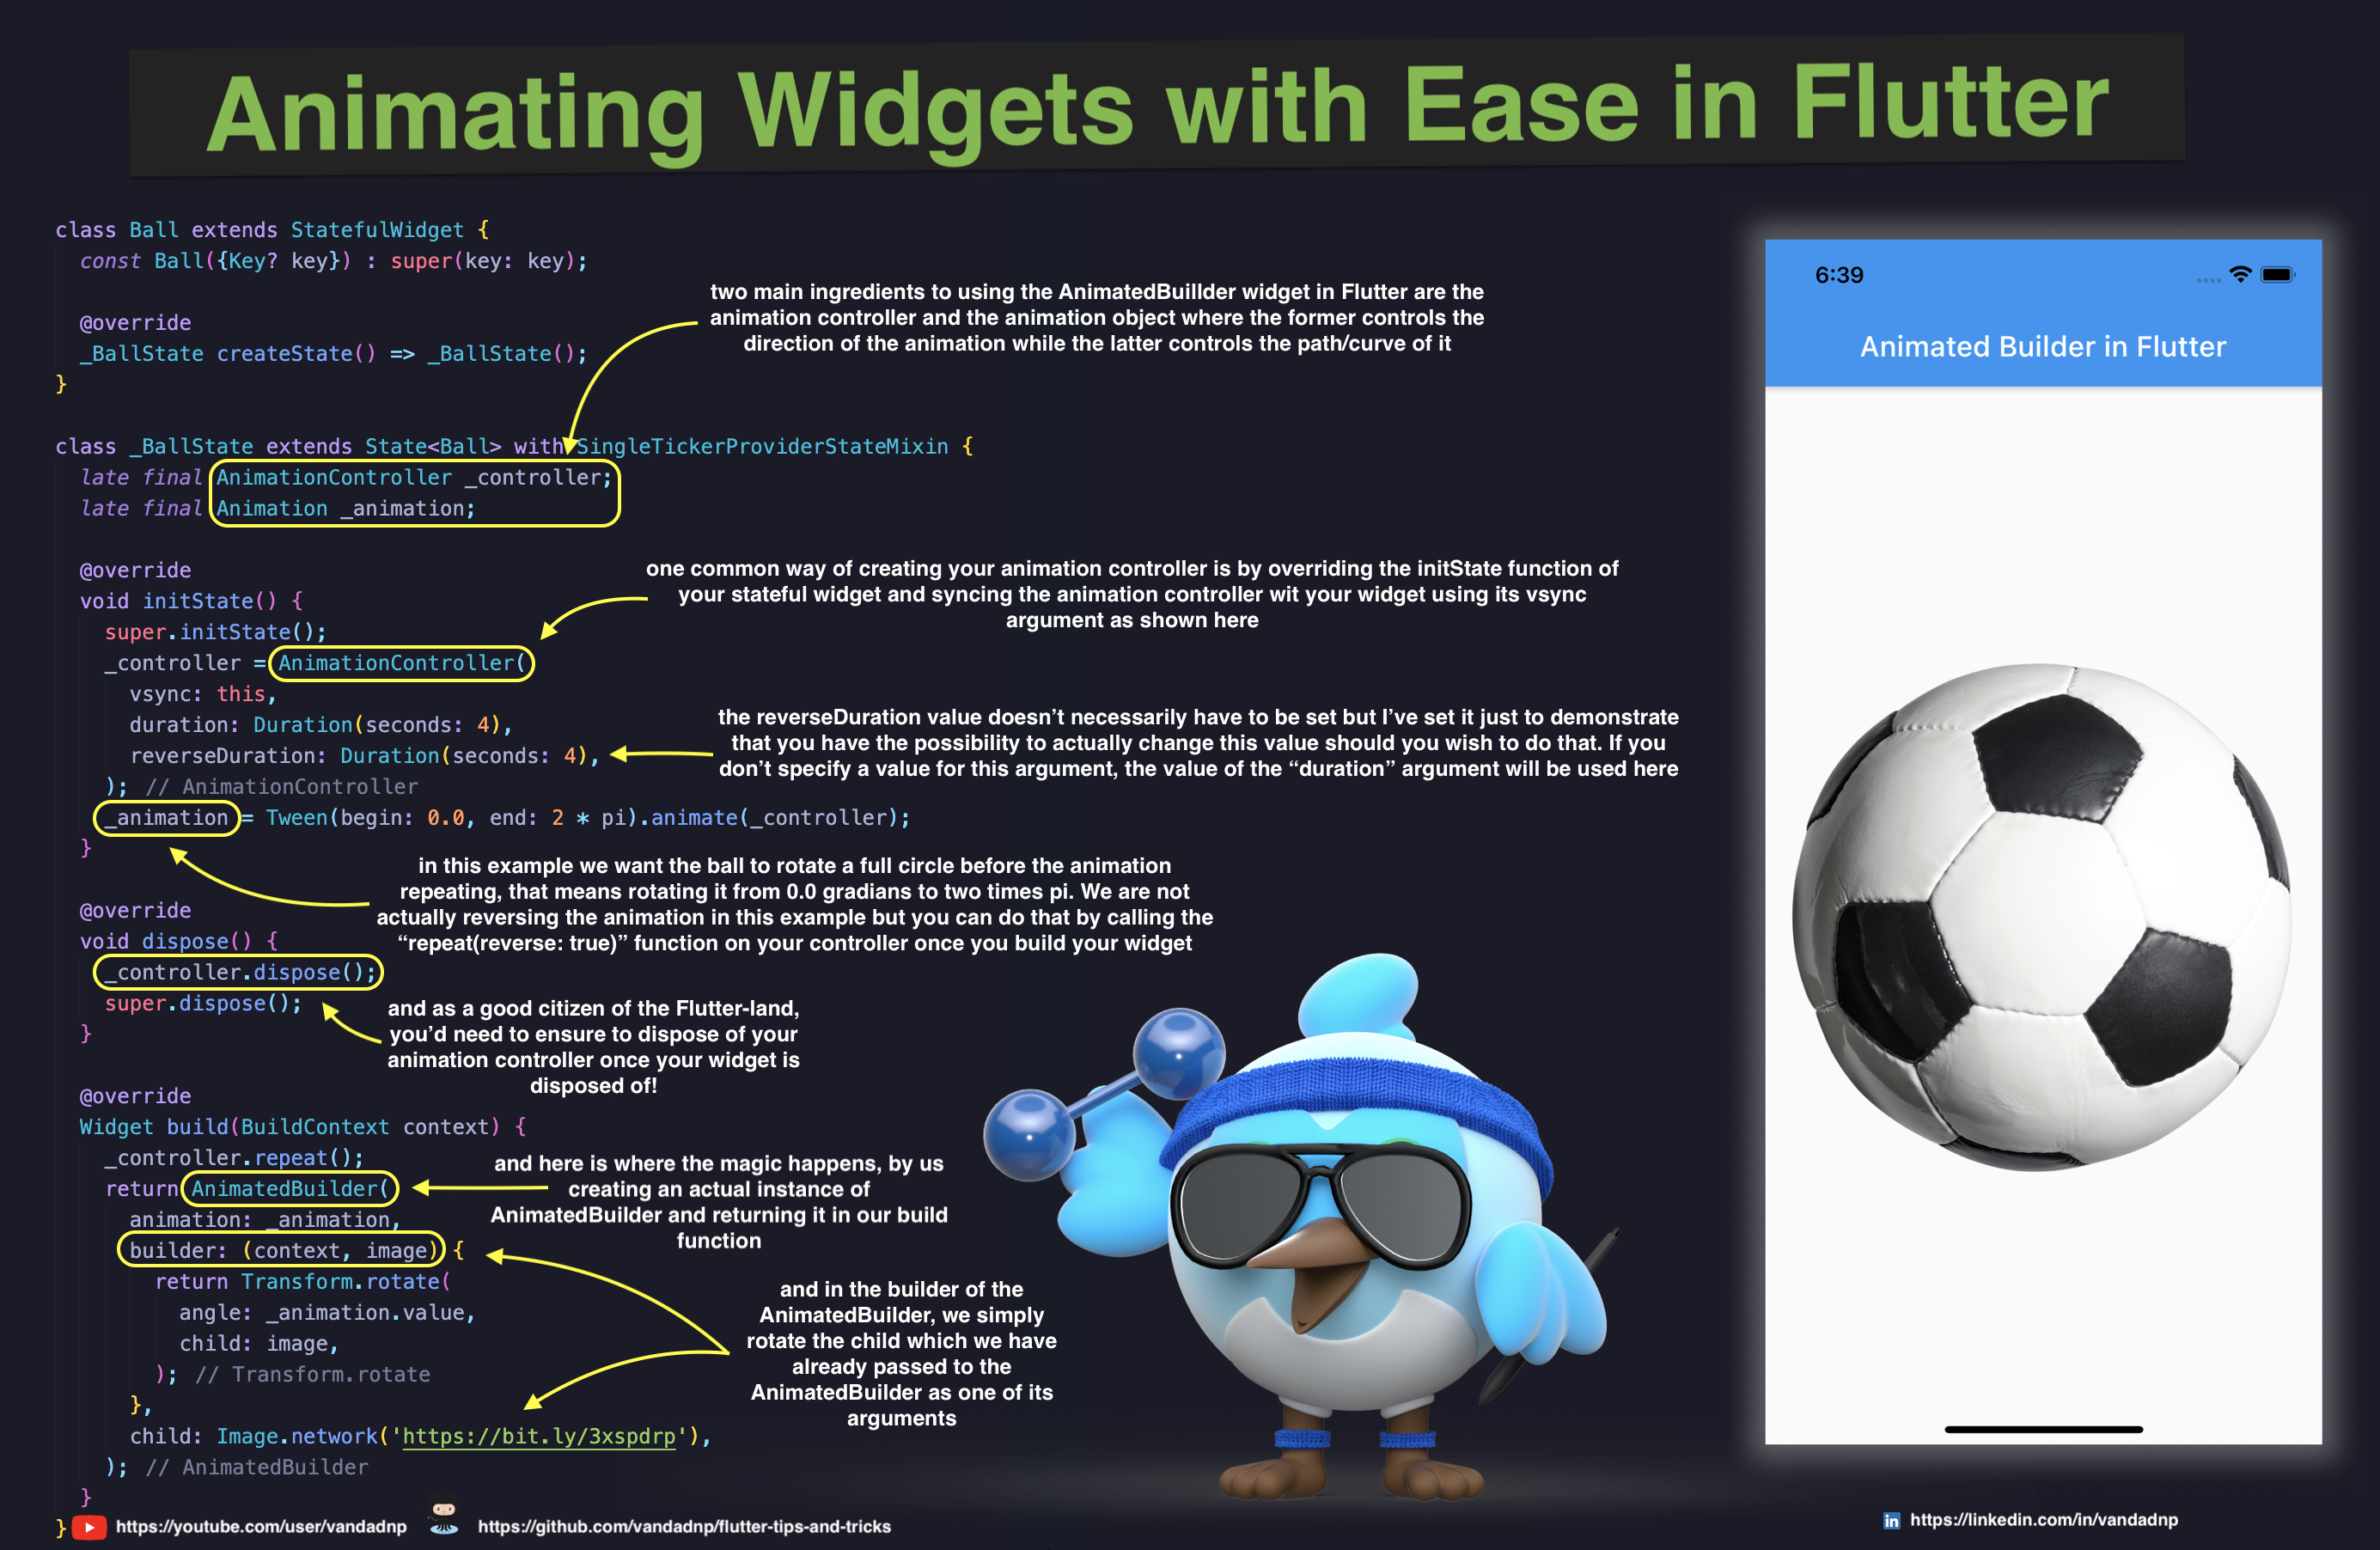 Animating Widgets with Ease in Flutter
class Ball extends StatefulWidget {
const Ball({Key? key}) : super(key: key);
@override
_BallState createState() => _BallState();
}
two main ingredients to using the AnimatedBuillder widget in Flutter are the
animation controller and the animation object where the former controls the
direction of the animation while the latter controls the path/curve of it
class _BallState extends State<Ball> with SingleTickerProviderStateMixin {
late final AnimationController _controller;
late final Animation _animation;
@override
void initState() {
super.initState();
_controller = AnimationController(
vsync: this,
duration: Duration(seconds: 4),
reverseDuration: Duration(seconds: 4),
); // AnimationController
_animation = Tween(begin: 0.0, end: 2 * pi).animate(_controller);
}
one common way of creating your animation controller is by overriding the initState function of
your stateful widget and syncing the animation controller wit your widget using its vsync
argument as shown here
the reverseDuration value doesn’t necessarily have to be set but I’ve set it just to demonstrate
that you have the possibility to actually change this value should you wish to do that. If you
don’t specify a value for this argument, the value of the “duration” argument will be used here
in this example we want the ball to rotate a full circle before the animation
repeating, that means rotating it from 0.0 gradians to two times pi. We are not
actually reversing the animation in this example but you can do that by calling the
“repeat(reverse: true)” function on your controller once you build your widget
@override
void dispose() {
_controller.dispose();
super.dispose();
}
and as a good citizen of the Flutter-land,
you’d need to ensure to dispose of your
animation controller once your widget is
disposed of!
@override
Widget build(BuildContext context) {
_controller.repeat();
return AnimatedBuilder(
animation: _animation,
builder: (context, image) {
return Transform.rotate(
angle: _animation.value,
child: image,
); // Transform.rotate
},
child: Image.network('https://bit.ly/3xspdrp'),
); // AnimatedBuilder
}
}
and here is where the magic happens, by us
creating an actual instance of
AnimatedBuilder and returning it in our build
function
and in the builder of the
AnimatedBuilder, we simply
rotate the child which we have
already passed to the
AnimatedBuilder as one of its
arguments
6:39
Animated Builder in Flutter
https://youtube.com/user/vandadnp
https://github.com/vandadnp/flutter-tips-and-tricks
in https://linkedin.com/in/vandadnp